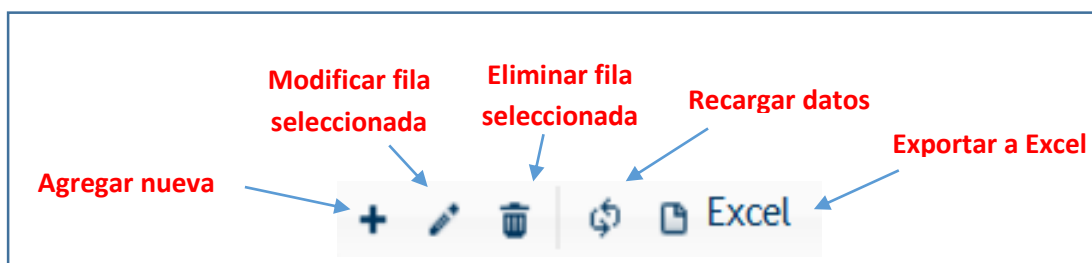 Modificar fila
seleccionada
Eliminar fila
seleccionada
Recargar datos
Exportar a Excel
Agregar nueva
Excel